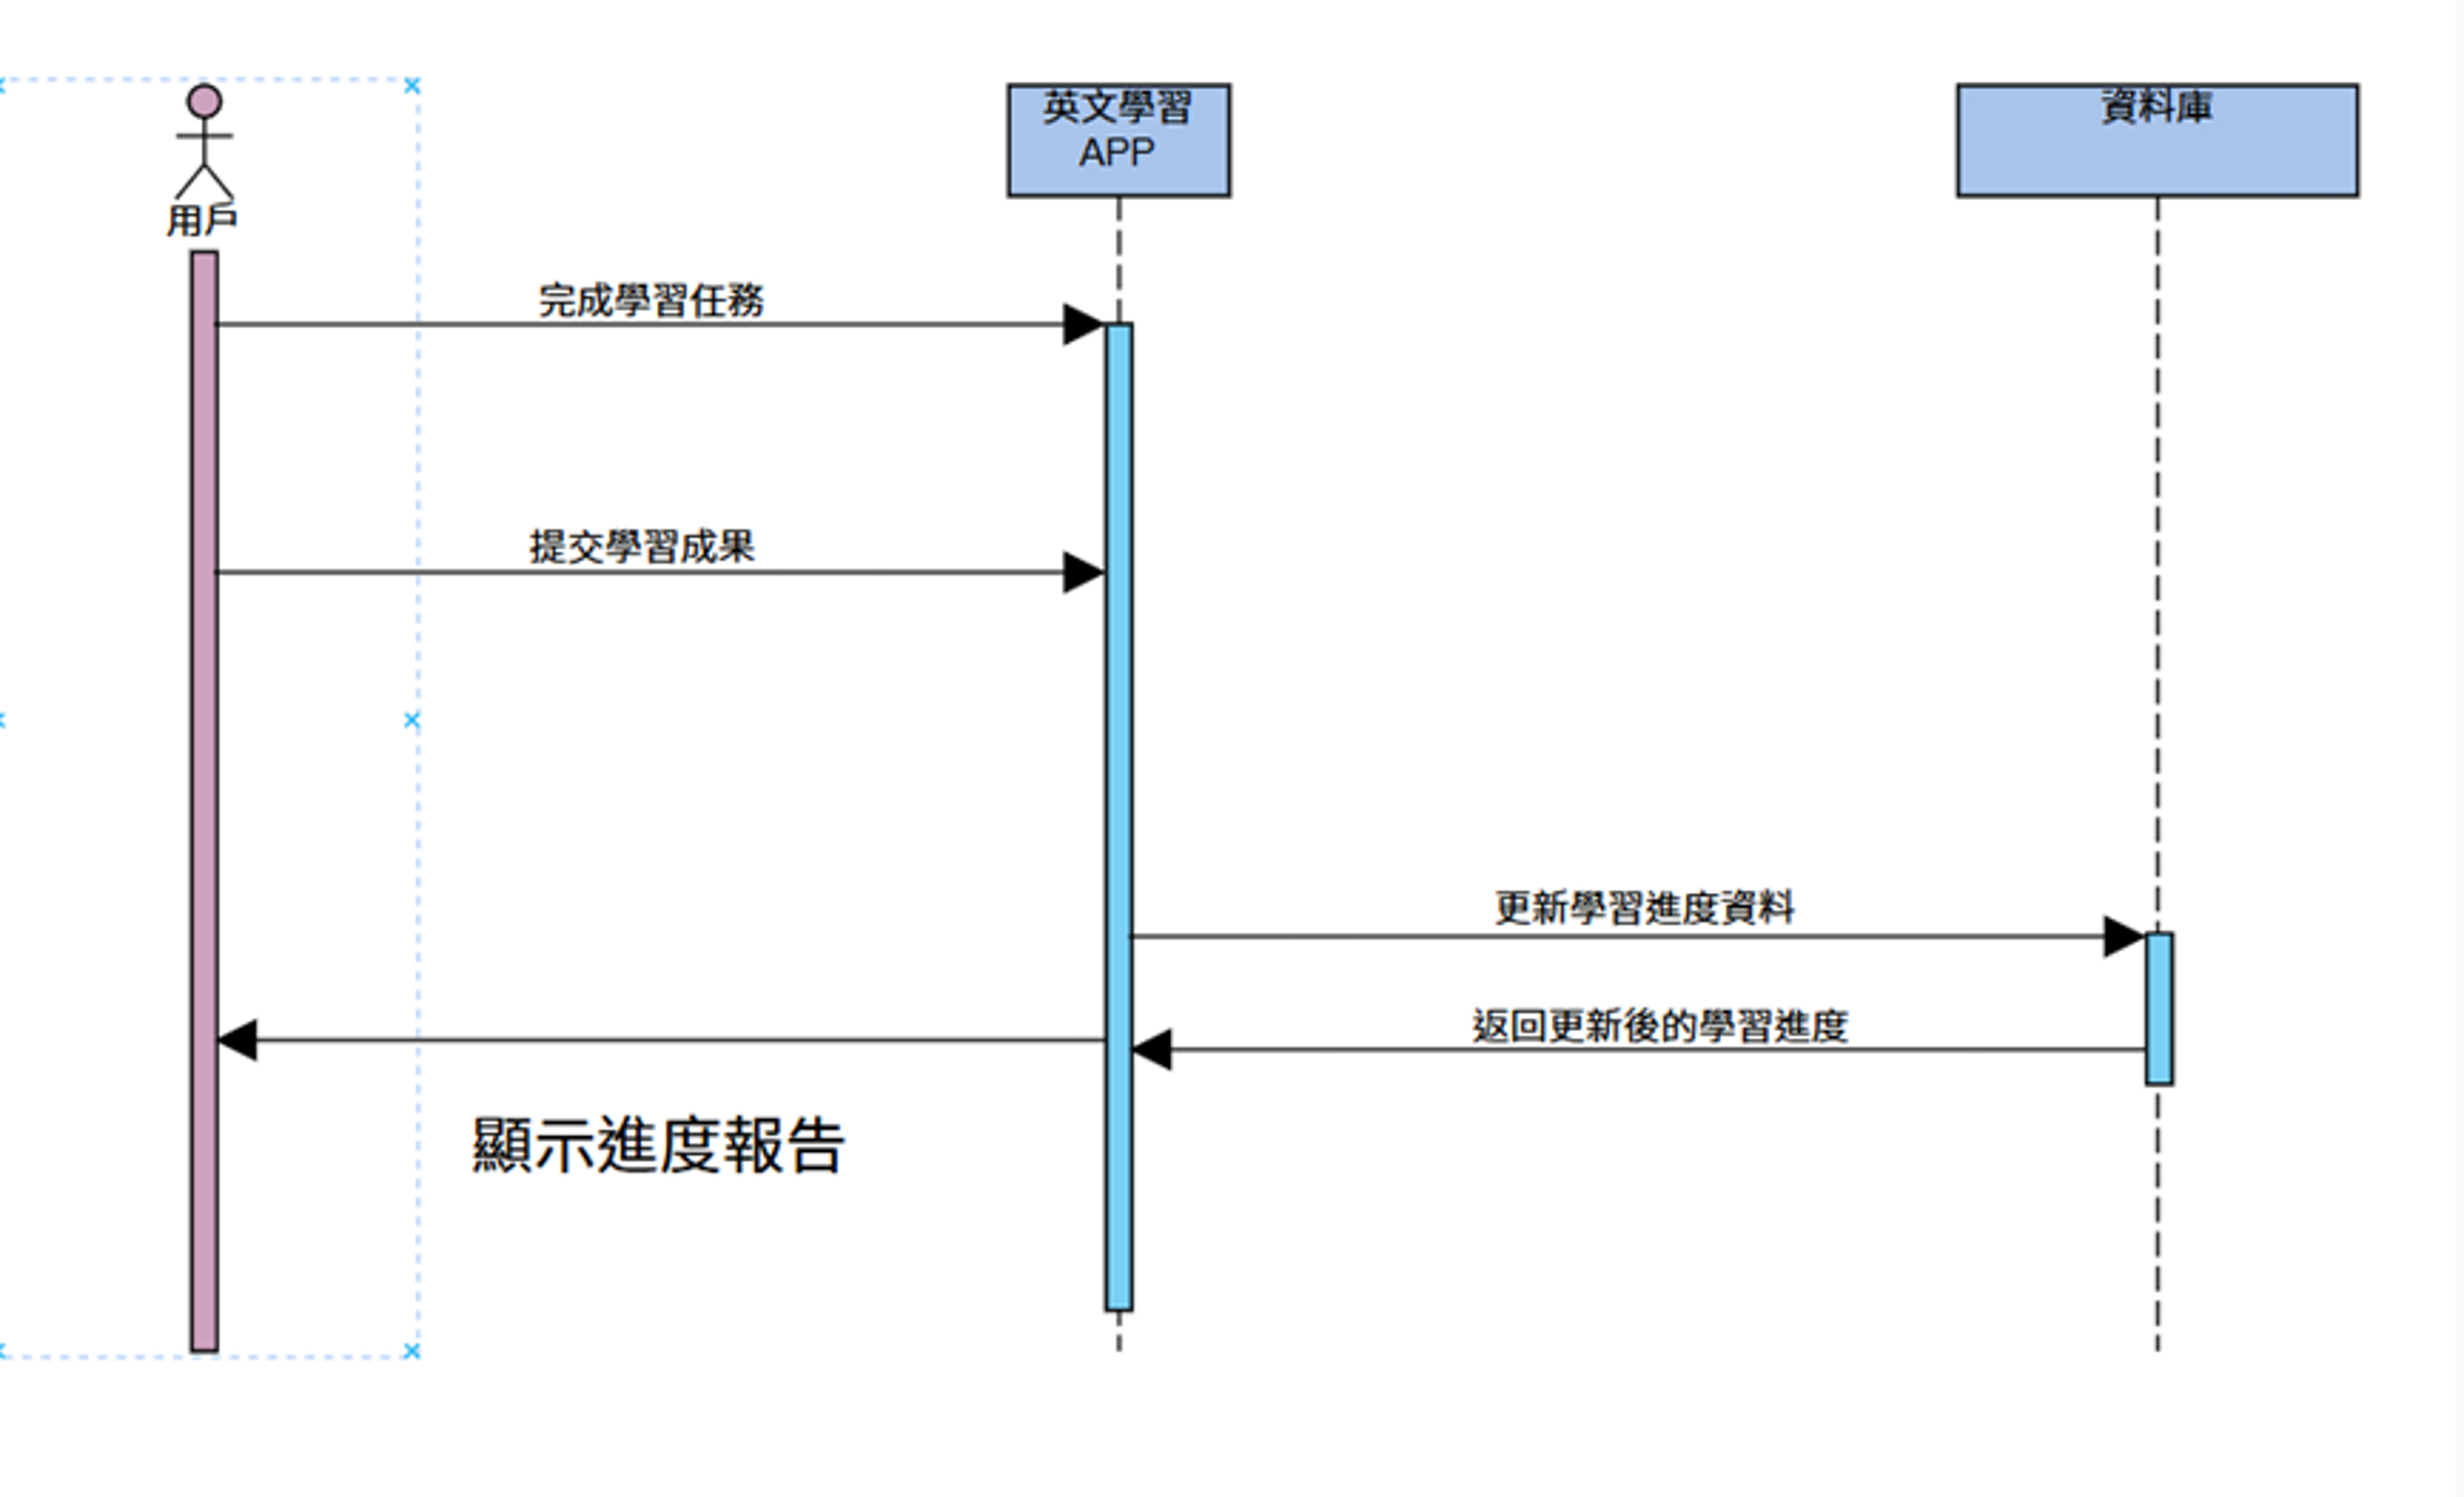 用戶
英文學習
APP
資料庫
完成學習任務
提交學習成果
更新學習進度資料
返回更新後的學習進度
顯示進度報告